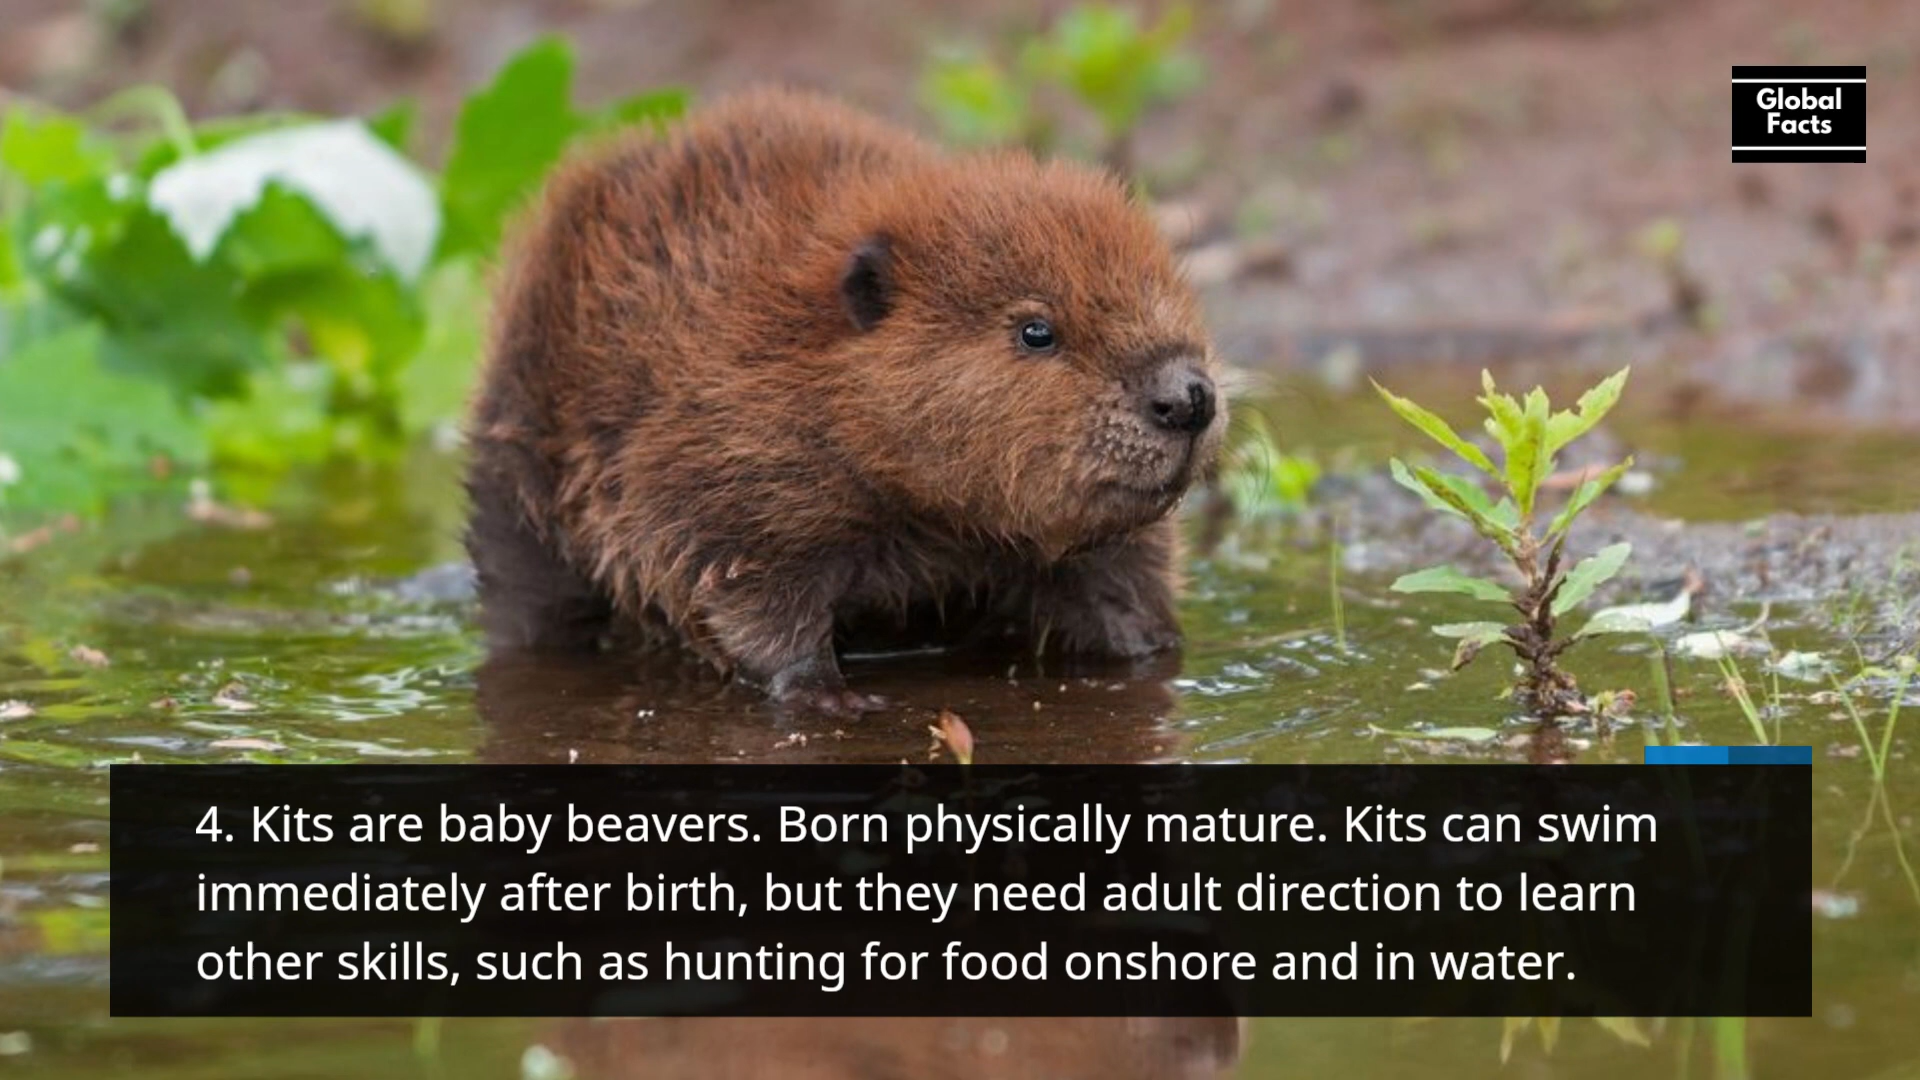 Global
Facts
4. Kits are baby beavers. Born physically mature. Kits can swim
immediately after birth, but they need adult direction to learn
other skills, such as hunting for food onshore and in water.